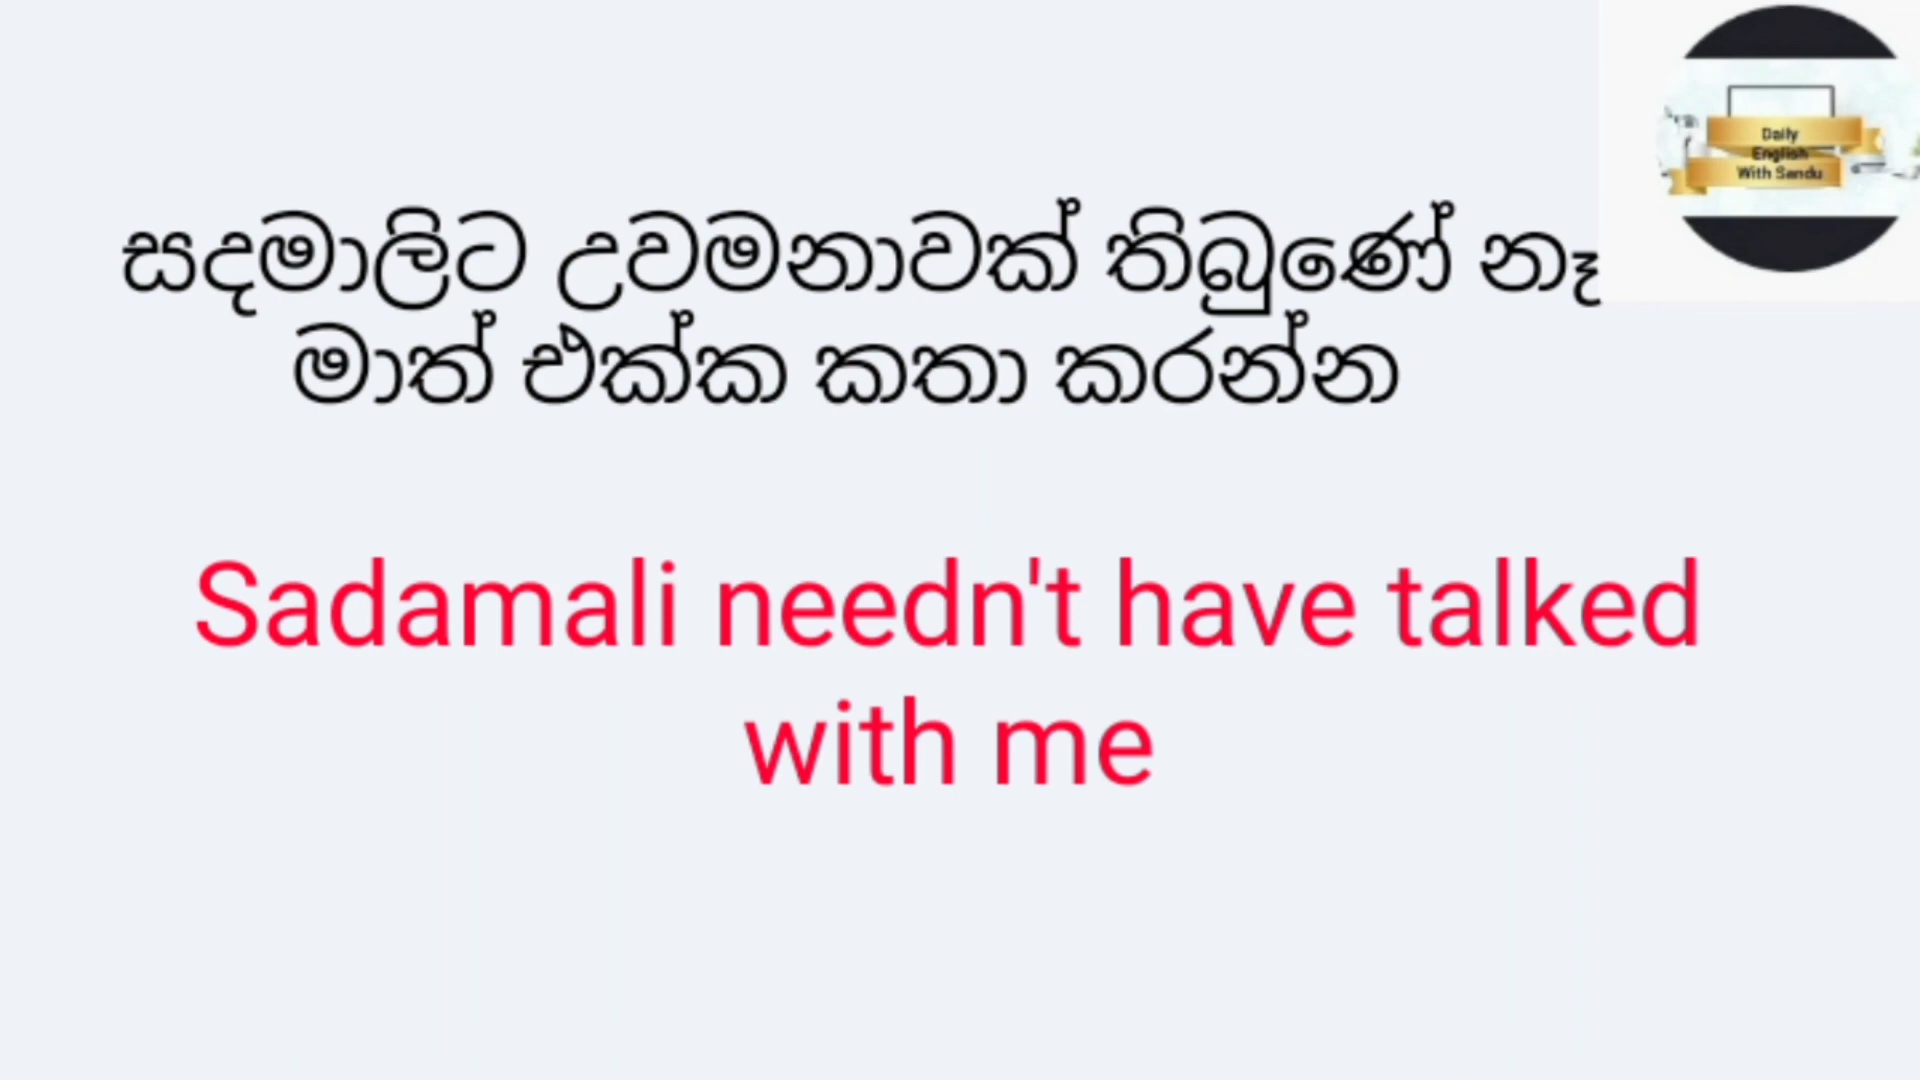 සදමාලිට උවමනාවක් තිබුණේ නෑ
මාත් එක්ක කතා කරන්න
Sadamali needn't have talked
with me
Daily
English
With Sandu